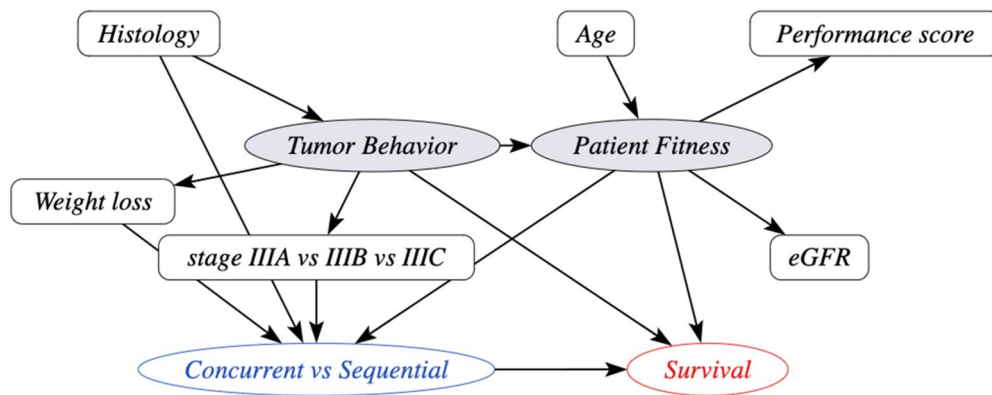 Histology
Age
Performance score
Tumor Behavior
Patient Fitness
Weight loss
stage IIIA vs IIIB vs IIIC
eGFR
Concurrent vs Sequential
Survival